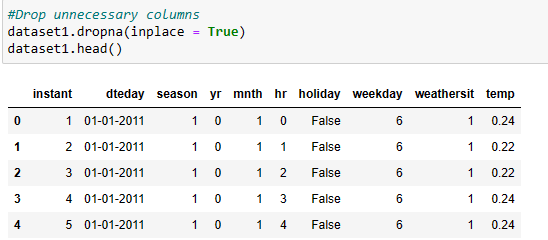 #Drop unnecessary columns
dataset1.dropna(inplace = True)
dataset1.head()
instant dteday season yr mnth hr holiday weekday weathersit temp
0 1 01-01-2011 1 0 1 0 False 6 1 0.24
1 2 01-01-2011 1 0 1 1 False 6 1 0.22
2 3 01-01-2011 1 0 1 2 False 6 1 0.22
3 4 01-01-2011 1 0 1 3 False 6 1 0.24
4 5 01-01-2011 1 0 1 4 False 6 1 0.24